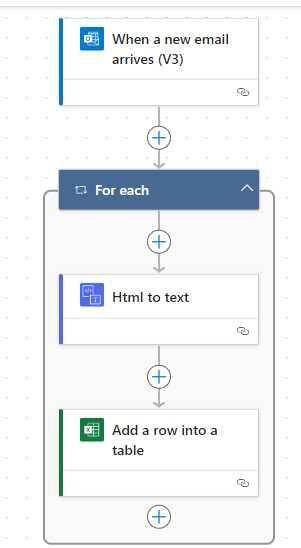 When a new email
arrives (V3)
For each
Html to text
Add a row into a
table